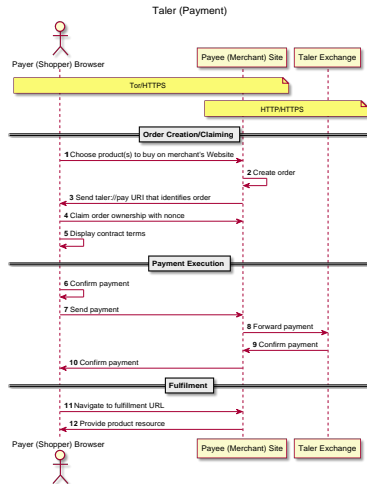 Taler (Payment)
Payer (Shopper) Browser
Payee (Merchant) Site
Taler Exchange
Tor/HTTPS
HTTP/HTTPS
Order Creation/Claiming
1 Choose product(s) to buy on merchant's Website
2 Create order
3 Send taler://pay URI that identifies order
4 Claim order ownership with nonce
5 Display contract terms
Payment Execution
6 Confirm payment
7 Send payment
8 Forward payment
9 Confirm payment
10 Confirm payment
Fulfilment
11 Navigate to fulfillment URL
12 Provide product resource
Payer (Shopper) Browser
Payee (Merchant) Site
Taler Exchange